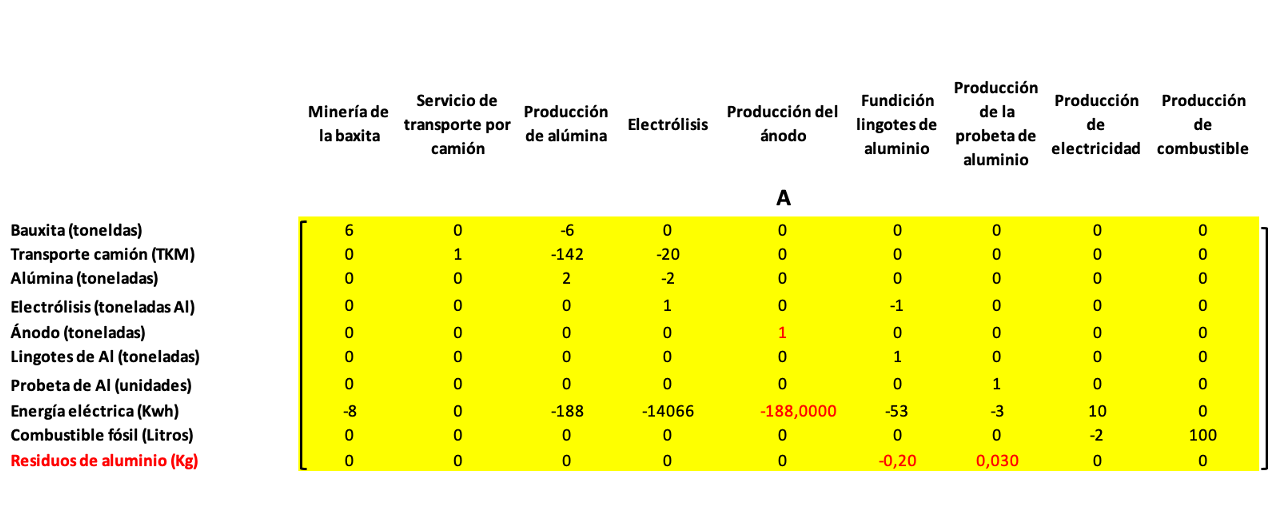 Minería de la baxita
Servicio de transporte por camión
Producción de alúmina
Electrólisis
Producción del ánodo
Fundición lingotes de aluminio
Producción de la probeta de aluminio
Producción de electricidad
Producción de combustible
A
Bauxita (toneldas) 6 0 -6 0 0 0 0 0 0
Transporte camión (TKM) 0 1 -142 -20 0 0 0 0 0
Alúmina (toneladas) 0 0 2 -2 0 0 0 0 0
Electrólisis (toneladas Al) 0 0 0 1 0 -1 0 0 0
Ánodo (toneladas) 0 0 0 0 1 0 0 0 0
Lingotes de Al (toneladas) 0 0 0 0 0 1 0 0 0
Probeta de Al (unidades) 0 0 0 0 0 0 1 0 0
Energía eléctrica (Kwh) -8 0 -188 -14066 -188,0000 -53 -3 10 0
Combustible fósil (Litros) 0 0 0 0 0 0 0 -2 100
Residuos de aluminio (Kg) 0 0 0 0 0 -0,20 0,030 0 0